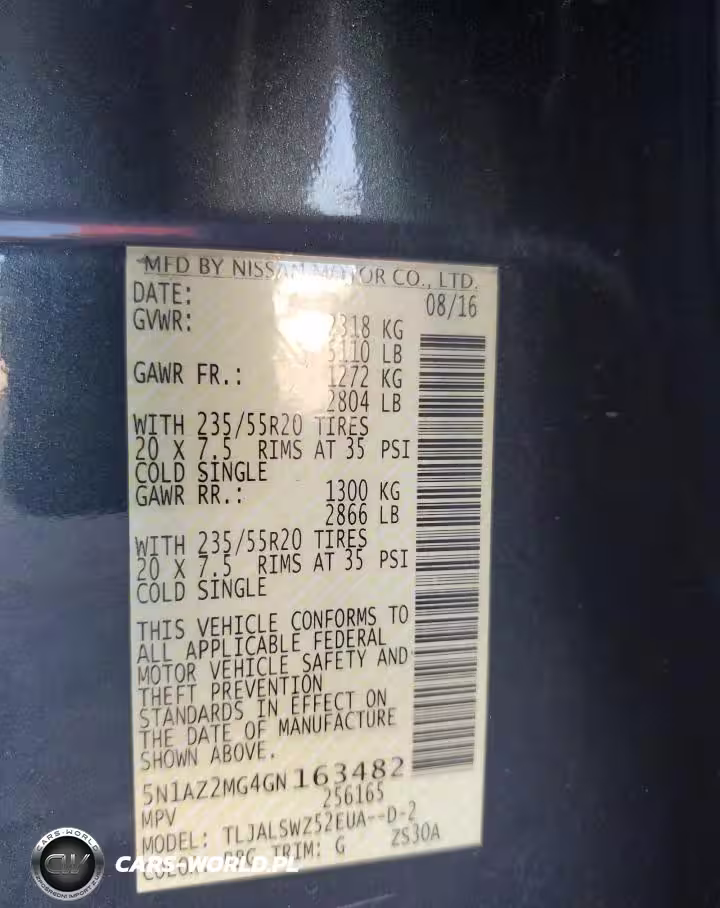 MFD BY NISSAN MOTOR CO., LTD.
DATE: 08/16
GVWR: 2318 KG
5110 LB
GAWR FR.: 1272 KG
2804 LB
WITH 235/55R20 TIRES
20 X 7.5 RIMS AT 35 PSI
COLD SINGLE
GAWR RR.: 1300 KG
2866 LB
WITH 235/55R20 TIRES
20 X 7.5 RIMS AT 35 PSI
COLD SINGLE
THIS VEHICLE CONFORMS TO
ALL APPLICABLE FEDERAL
MOTOR VEHICLE SAFETY AND
THEFT PREVENTION
STANDARDS IN EFFECT ON
THE DATE OF MANUFACTURE
SHOWN ABOVE.
5N1AZ2MG4GN163482
256165
MPV
MODEL: TLJALSWZ52EUA--D-2
TRIM: G ZS30A
CARS-WORLD
CW
CARS-WORLD.PL